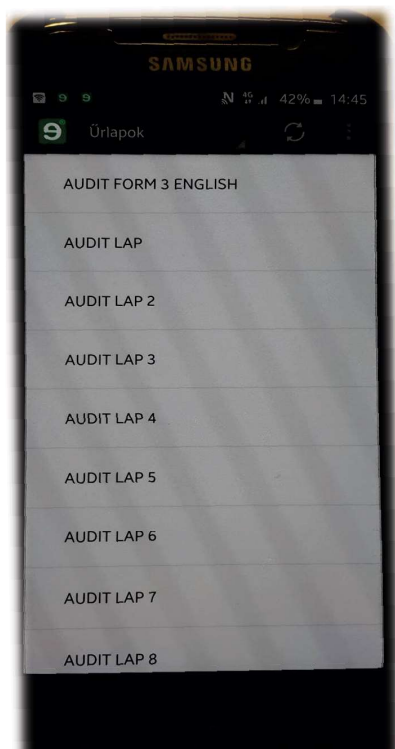 SAMSUNG
4G 42% 14:45
Űrlapok
AUDIT FORM 3 ENGLISH
AUDIT LAP
AUDIT LAP 2
AUDIT LAP 3
AUDIT LAP 4
AUDIT LAP 5
AUDIT LAP 6
AUDIT LAP 7
AUDIT LAP 8